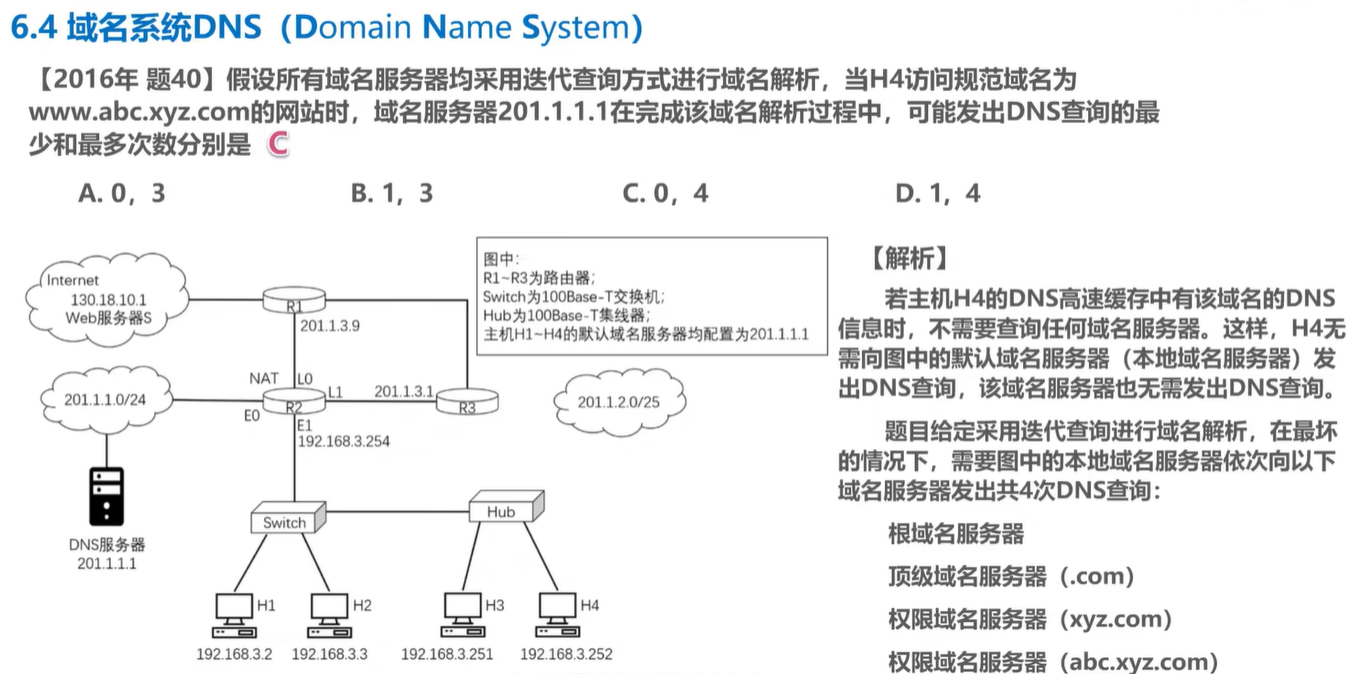 6.4 域名系统DNS（Domain Name System）
【2016年 题40】假设所有域名服务器均采用迭代查询方式进行域名解析，当H4访问规范域名为
www.abc.xyz.com的网站时，域名服务器201.1.1.1在完成该域名解析过程中，可能发出DNS查询的最
少和最多次数分别是 C
A. 0，3 B. 1，3 C. 0，4 D. 1，4
Internet
130.18.10.1
Web服务器S
R1
201.1.3.9
图中：
R1~R3为路由器；
Switch为100Base-T交换机；
Hub为100Base-T集线器；
主机H1~H4的默认域名服务器均配置为201.1.1.1
201.1.1.0/24
NAT
L0
L1
R2
E0
E1
192.168.3.254
201.1.3.1
R3
201.1.2.0/25
Switch
Hub
DNS服务器
201.1.1.1
H1
H2
H3
H4
192.168.3.2
192.168.3.3
192.168.3.251
192.168.3.252
【解析】
若主机H4的DNS高速缓存中有该域名的DNS
信息时，不需要查询任何域名服务器。这样，H4无
需向图中的默认域名服务器（本地域名服务器）发
出DNS查询，该域名服务器也无需发出DNS查询。
题目给定采用迭代查询进行域名解析，在最坏
的情况下，需要图中的本地域名服务器依次向以下
域名服务器发出共4次DNS查询：
根域名服务器
顶级域名服务器（.com）
权限域名服务器（xyz.com）
权限域名服务器（abc.xyz.com）